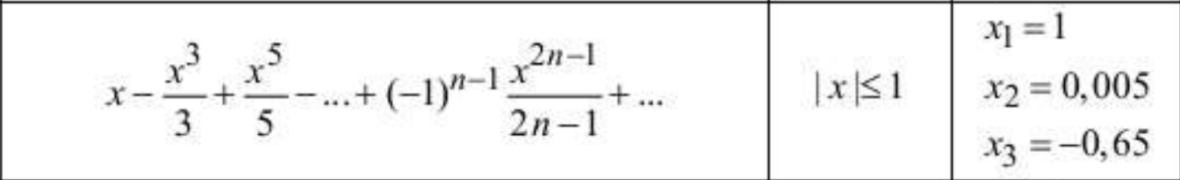 x - x³/3 + x⁵/5 - ... + (-1)ⁿ⁻¹ x²ⁿ⁻¹/(2n-1) + ...
|x| ≤ 1
x₁ = 1
x₂ = 0,005
x₃ = -0,65